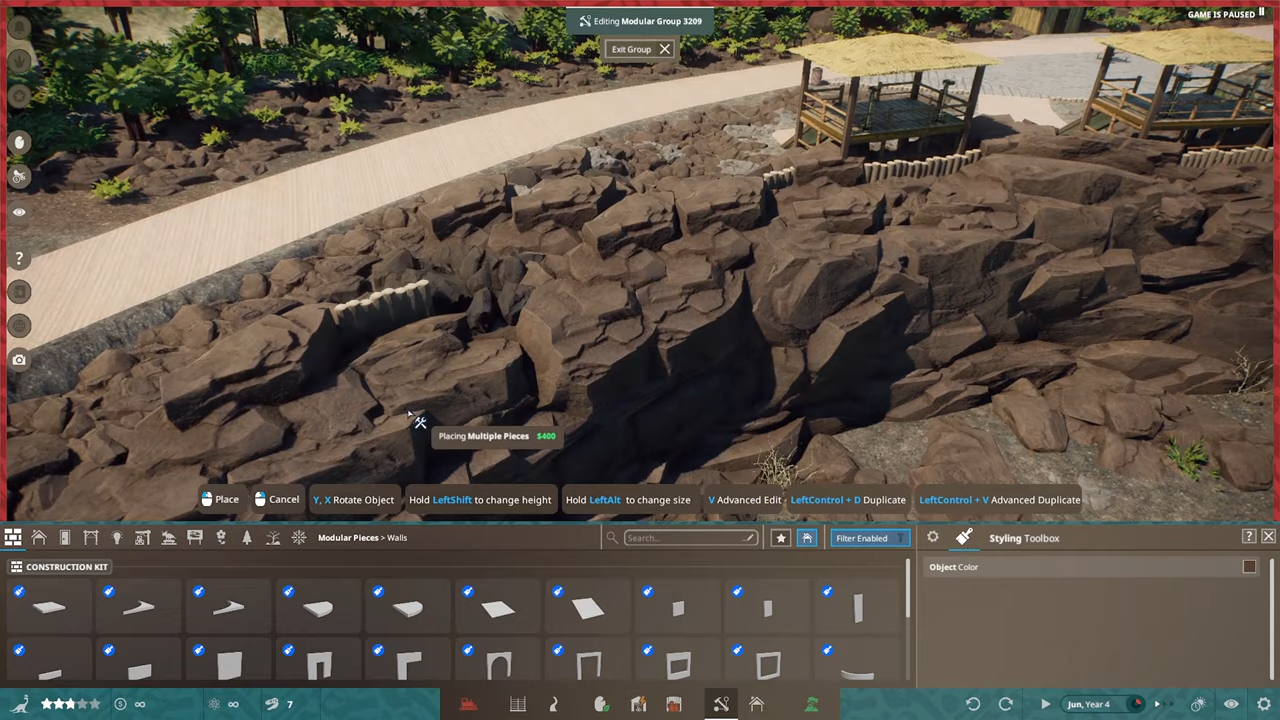 Editing Modular Group 3209
GAME IS PAUSED
Exit Group
?
Placing Multiple Pieces $400
Place
Cancel
Y, X Rotate Object
Hold LeftShift to change height
Hold LeftAlt to change size
V Advanced Edit
LeftControl + D Duplicate
LeftControl + V Advanced Duplicate
Modular Pieces > Walls
Search...
Filter Enabled
Styling Toolbox
?
CONSTRUCTION KIT
Object Color
∞
∞
7
Jun, Year 4